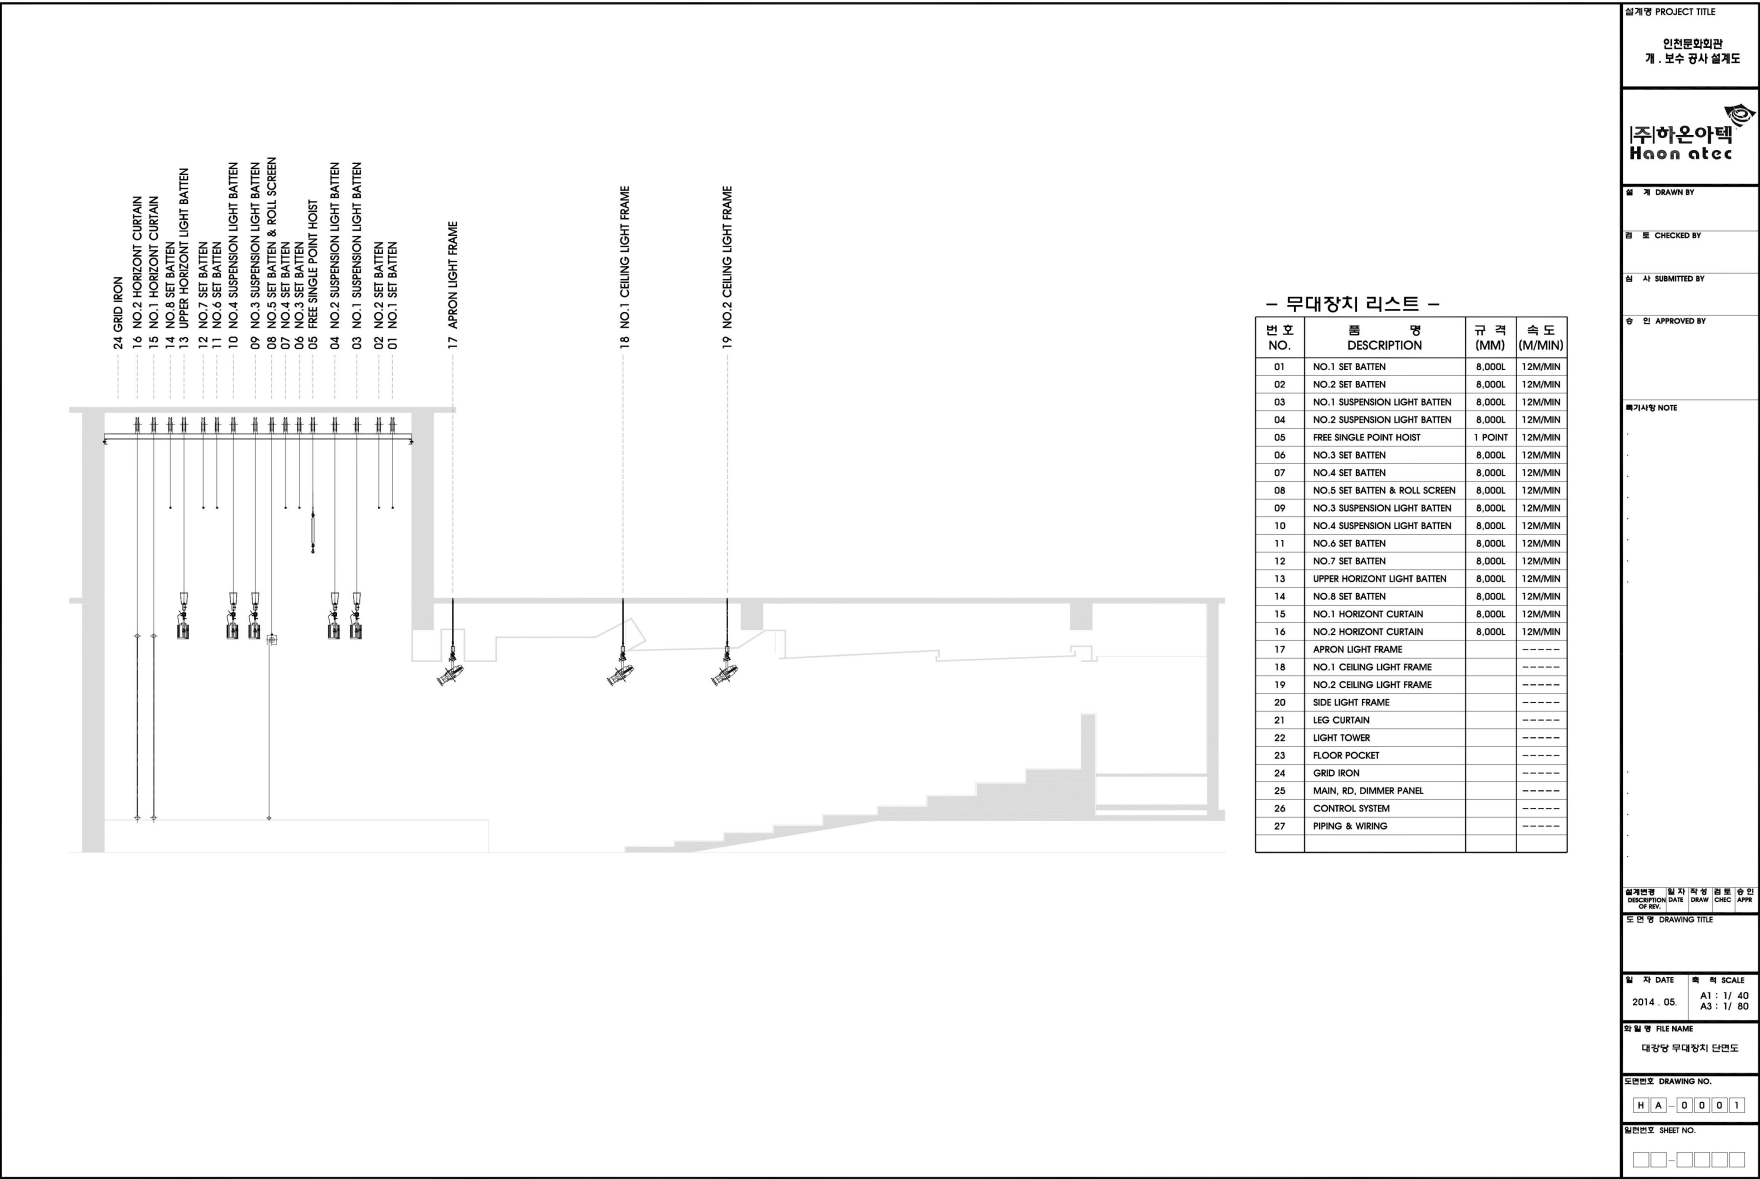 24 GRID IRON
16 NO.2 HORIZONT CURTAIN
15 NO.1 HORIZONT CURTAIN
14 NO.8 SET BATTEN
13 UPPER HORIZONT LIGHT BATTEN
12 NO.7 SET BATTEN
11 NO.6 SET BATTEN
10 NO.4 SUSPENSION LIGHT BATTEN
09 NO.3 SUSPENSION LIGHT BATTEN
08 NO.5 SET BATTEN & ROLL SCREEN
07 NO.4 SET BATTEN
06 NO.3 SET BATTEN
05 FREE SINGLE POINT HOIST
04 NO.2 SUSPENSION LIGHT BATTEN
03 NO.1 SUSPENSION LIGHT BATTEN
02 NO.2 SET BATTEN
01 NO.1 SET BATTEN
17 APRON LIGHT FRAME
18 NO.1 CEILING LIGHT FRAME
19 NO.2 CEILING LIGHT FRAME
– 무대장치 리스트 –
번호 품 명 규 격 속도
NO. DESCRIPTION (MM) (M/MIN)
01 NO.1 SET BATTEN 8,000L 12M/MIN
02 NO.2 SET BATTEN 8,000L 12M/MIN
03 NO.1 SUSPENSION LIGHT BATTEN 8,000L 12M/MIN
04 NO.2 SUSPENSION LIGHT BATTEN 8,000L 12M/MIN
05 FREE SINGLE POINT HOIST 1 POINT 12M/MIN
06 NO.3 SET BATTEN 8,000L 12M/MIN
07 NO.4 SET BATTEN 8,000L 12M/MIN
08 NO.5 SET BATTEN & ROLL SCREEN 8,000L 12M/MIN
09 NO.3 SUSPENSION LIGHT BATTEN 8,000L 12M/MIN
10 NO.4 SUSPENSION LIGHT BATTEN 8,000L 12M/MIN
11 NO.6 SET BATTEN 8,000L 12M/MIN
12 NO.7 SET BATTEN 8,000L 12M/MIN
13 UPPER HORIZONT LIGHT BATTEN 8,000L 12M/MIN
14 NO.8 SET BATTEN 8,000L 12M/MIN
15 NO.1 HORIZONT CURTAIN 8,000L 12M/MIN
16 NO.2 HORIZONT CURTAIN 8,000L 12M/MIN
17 APRON LIGHT FRAME -----
18 NO.1 CEILING LIGHT FRAME -----
19 NO.2 CEILING LIGHT FRAME -----
20 SIDE LIGHT FRAME -----
21 LEG CURTAIN -----
22 LIGHT TOWER -----
23 FLOOR POCKET -----
24 GRID IRON -----
25 MAIN, RD, DIMMER PANEL -----
26 CONTROL SYSTEM -----
27 PIPING & WIRING -----
설계명 PROJECT TITLE
인천문화회관
개 . 보수 공사 설계도
(주)하온아텍
Haon atec
설 계 DRAWN BY
검 토 CHECKED BY
심 사 SUBMITTED BY
승 인 APPROVED BY
특기사항 NOTE
설계변경 일 자 작 성 검 토 승 인
DESCRIPTION OF REV. DATE DRAW CHEC APPR
도 면 명 DRAWING TITLE
일 자 DATE 축 척 SCALE
2014 . 05. A1 : 1/ 40
A3 : 1/ 80
화 일 명 FILE NAME
대강당 무대장치 단면도
도면번호 DRAWING NO.
H A – 0 0 0 1
일련번호 SHEET NO.